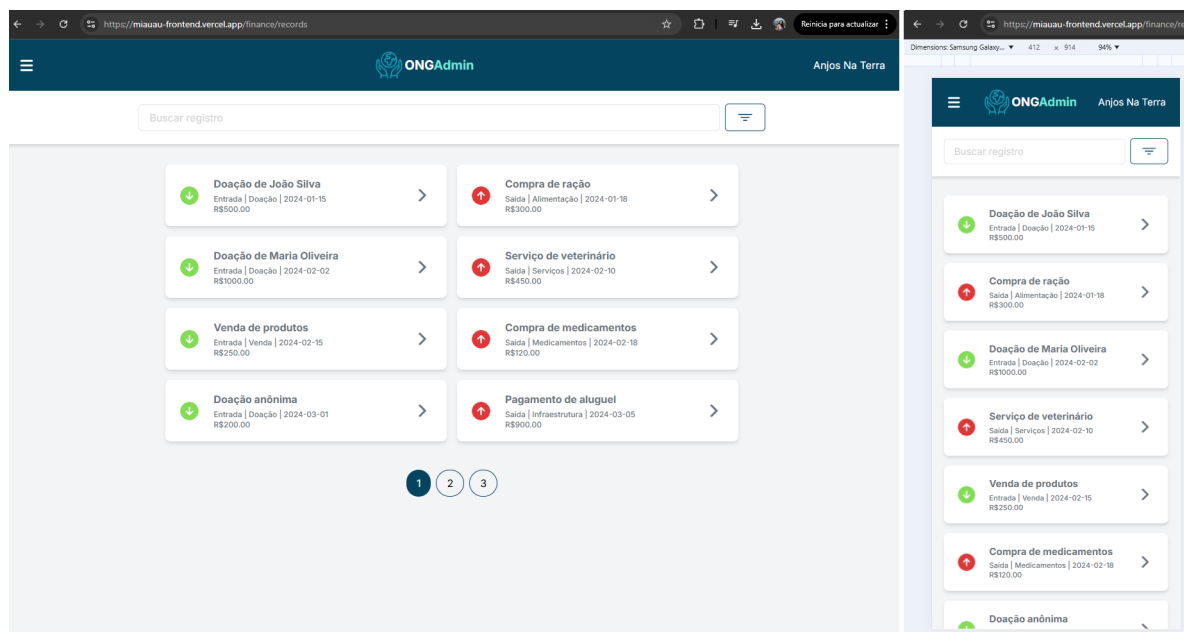 https://miauau-frontend.vercel.app/finance/records
Reinicia para actualizar
ONGAdmin
Anjos Na Terra
Buscar registro
Doação de João Silva
Entrada | Doação | 2024-01-15
R$500.00
Compra de ração
Saída | Alimentação | 2024-01-18
R$300.00
Doação de Maria Oliveira
Entrada | Doação | 2024-02-02
R$1000.00
Serviço de veterinário
Saída | Serviços | 2024-02-10
R$450.00
Venda de produtos
Entrada | Venda | 2024-02-15
R$250.00
Compra de medicamentos
Saída | Medicamentos | 2024-02-18
R$120.00
Doação anônima
Entrada | Doação | 2024-03-01
R$200.00
Pagamento de aluguel
Saída | Infraestrutura | 2024-03-05
R$900.00
1 2 3
https://miauau-frontend.vercel.app/finance/re
Dimensions: Samsung Galaxy... 412 x 914 94%
ONGAdmin
Anjos Na Terra
Buscar registro
Doação de João Silva
Entrada | Doação | 2024-01-15
R$500.00
Compra de ração
Saída | Alimentação | 2024-01-18
R$300.00
Doação de Maria Oliveira
Entrada | Doação | 2024-02-02
R$1000.00
Serviço de veterinário
Saída | Serviços | 2024-02-10
R$450.00
Venda de produtos
Entrada | Venda | 2024-02-15
R$250.00
Compra de medicamentos
Saída | Medicamentos | 2024-02-18
R$120.00
Doação anônima